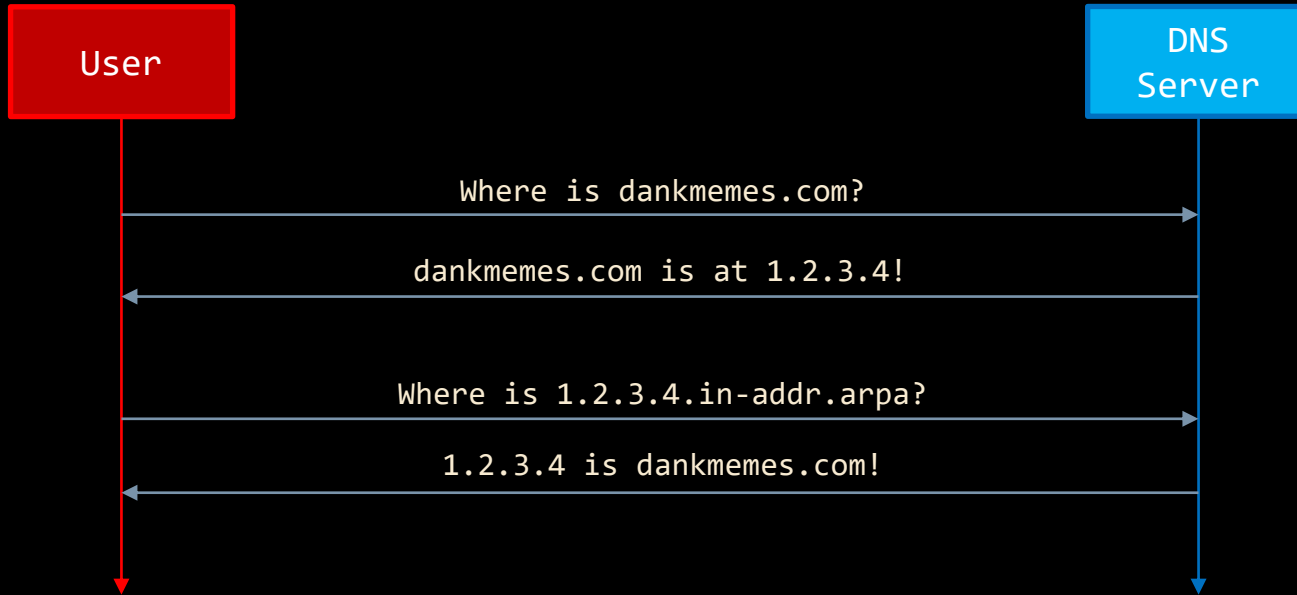 User
DNS
Server
Where is dankmemes.com?
dankmemes.com is at 1.2.3.4!
Where is 1.2.3.4.in-addr.arpa?
1.2.3.4 is dankmemes.com!